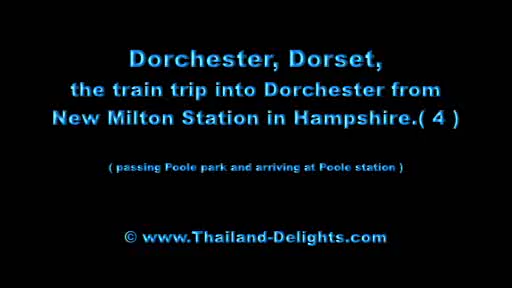 Dorchester, Dorset,
the train trip into Dorchester from
New Milton Station in Hampshire.( 4 )
( passing Poole park and arriving at Poole station )
© www.Thailand-Delights.com